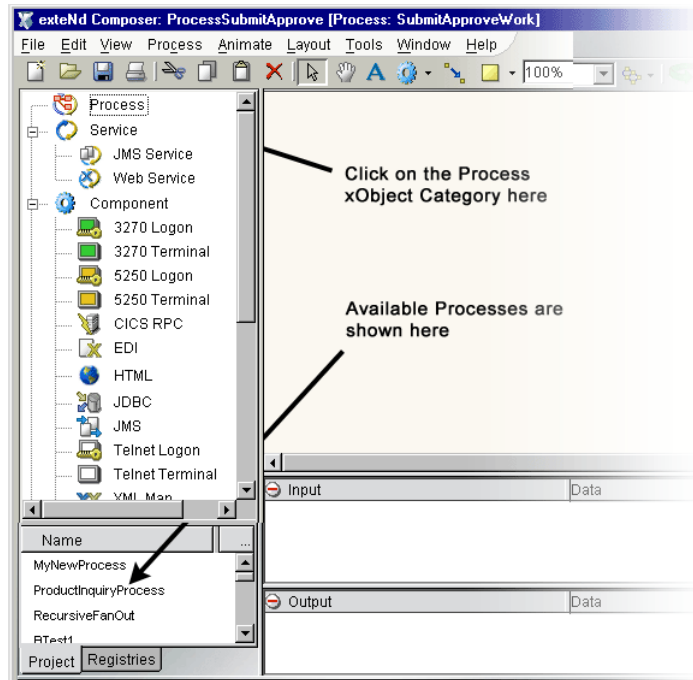 exteNd Composer: ProcessSubmitApprove [Process: SubmitApproveWork]
File Edit View Process Animate Layout Tools Window Help
A 100%
Process
Service
JMS Service
Web Service
Component
3270 Logon
3270 Terminal
5250 Logon
5250 Terminal
CICS RPC
EDI
HTML
JDBC
JMS
Telnet Logon
Telnet Terminal
XML Map
Click on the Process
xObject Category here
Available Processes are
shown here
Name ...
MyNewProcess
ProductInquiryProcess
RecursiveFanOut
BTest1
Project Registries
Input Data
Output Data